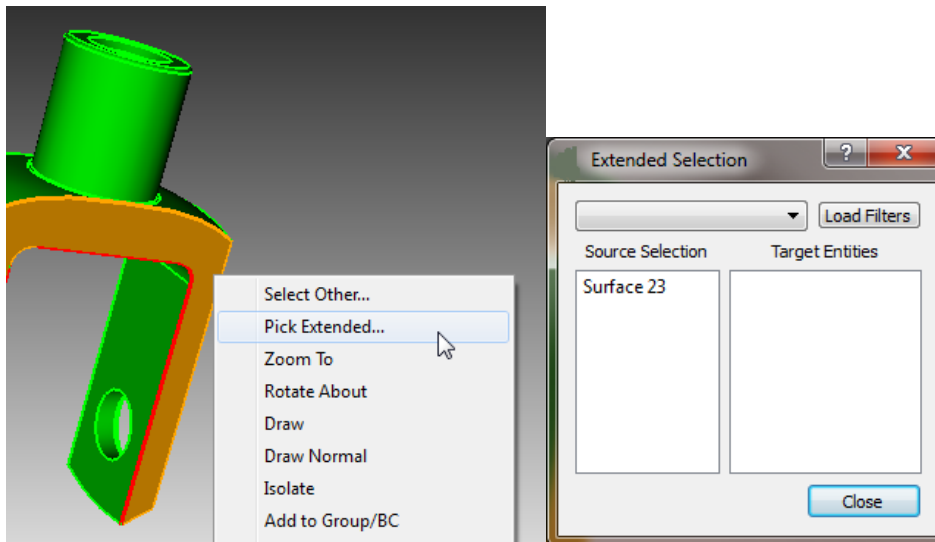 Select Other...
Pick Extended...
Zoom To
Rotate About
Draw
Draw Normal
Isolate
Add to Group/BC
Extended Selection
?
X
Load Filters
Source Selection
Target Entities
Surface 23
Close